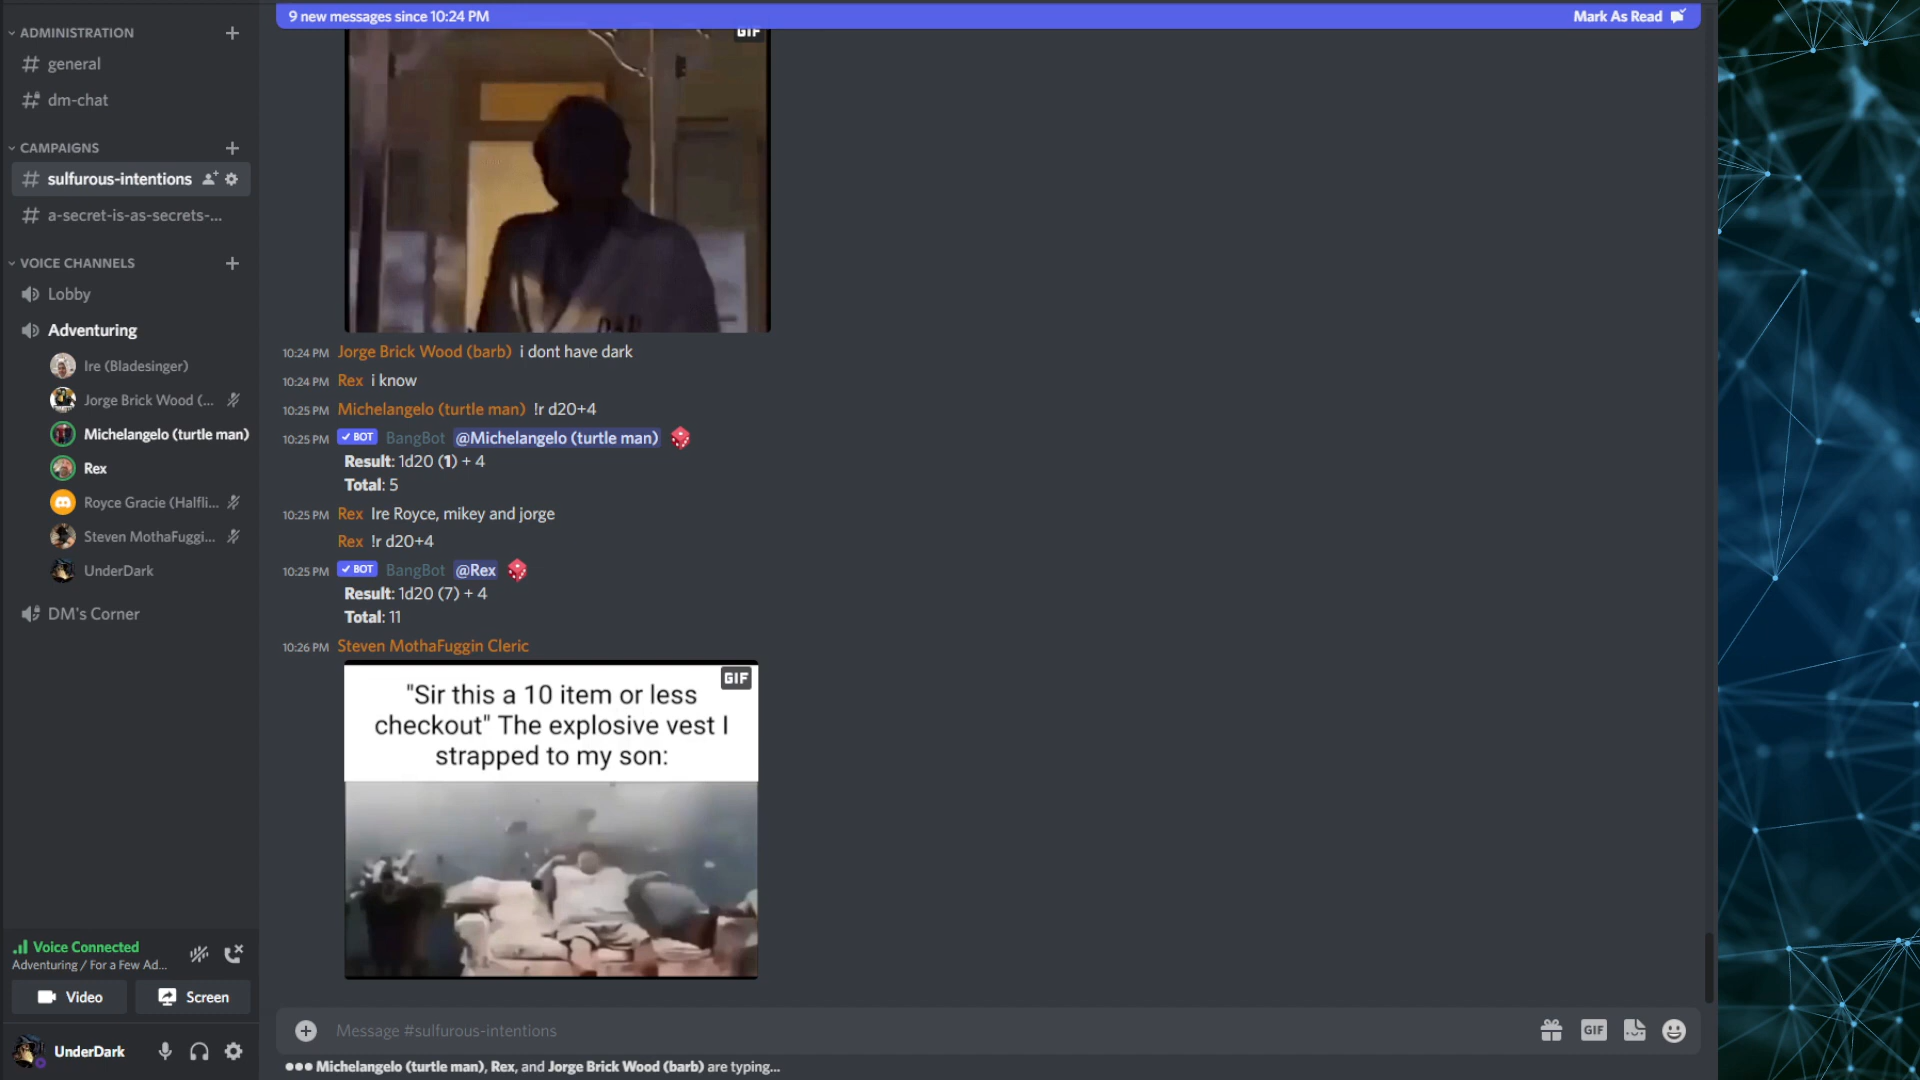 ADMINISTRATION
general
dm-chat
CAMPAIGNS
sulfurous-intentions
a-secret-is-as-secrets-...
VOICE CHANNELS
Lobby
Adventuring
Ire (Bladesinger)
Jorge Brick Wood (...
Michelangelo (turtle man)
Rex
Royce Gracie (Halfli...
Steven MothaFuggi...
UnderDark
DM's Corner
Voice Connected
Adventuring / For a Few Ad...
Video Screen
UnderDark
9 new messages since 10:24 PM Mark As Read
GIF
10:24 PM Jorge Brick Wood (barb) i dont have dark
10:24 PM Rex i know
10:25 PM Michelangelo (turtle man) !r d20+4
10:25 PM BOT BangBot @Michelangelo (turtle man)
Result: 1d20 (1) + 4
Total: 5
10:25 PM Rex Ire Royce, mikey and jorge
Rex !r d20+4
10:25 PM BOT BangBot @Rex
Result: 1d20 (7) + 4
Total: 11
10:26 PM Steven MothaFuggin Cleric
GIF
"Sir this a 10 item or less
checkout" The explosive vest I
strapped to my son:
Message #sulfurous-intentions
GIF
Michelangelo (turtle man), Rex, and Jorge Brick Wood (barb) are typing...